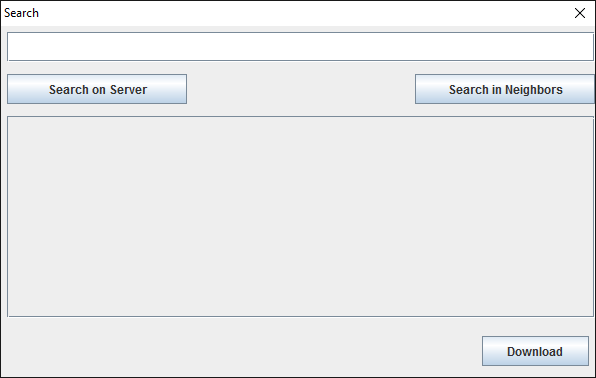 Search
Search on Server
Search in Neighbors
Download